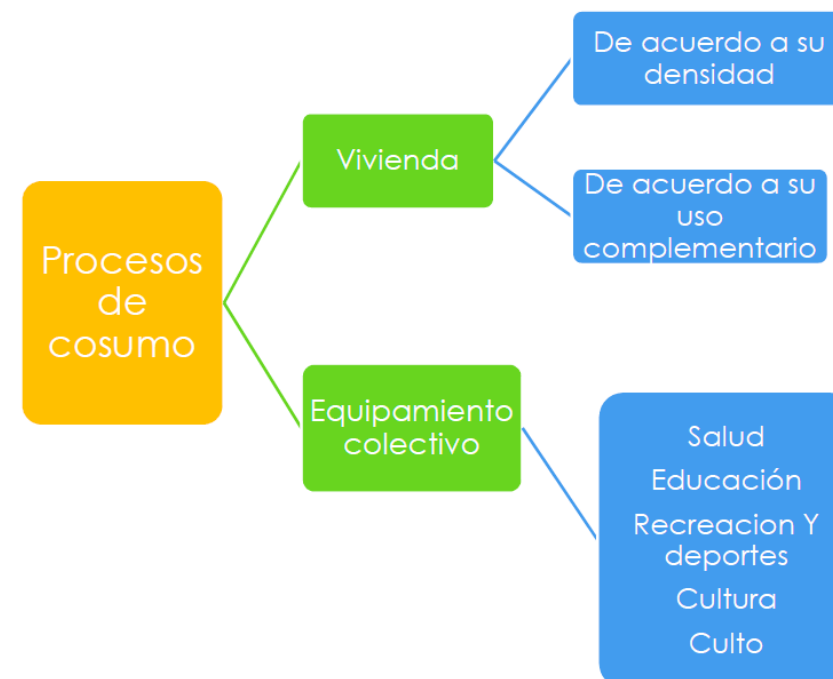 De acuerdo a su
densidad
Vivienda
De acuerdo a su
uso
complementario
Procesos
de
cosumo
Equipamiento
colectivo
Salud
Educación
Recreacion Y
deportes
Cultura
Culto